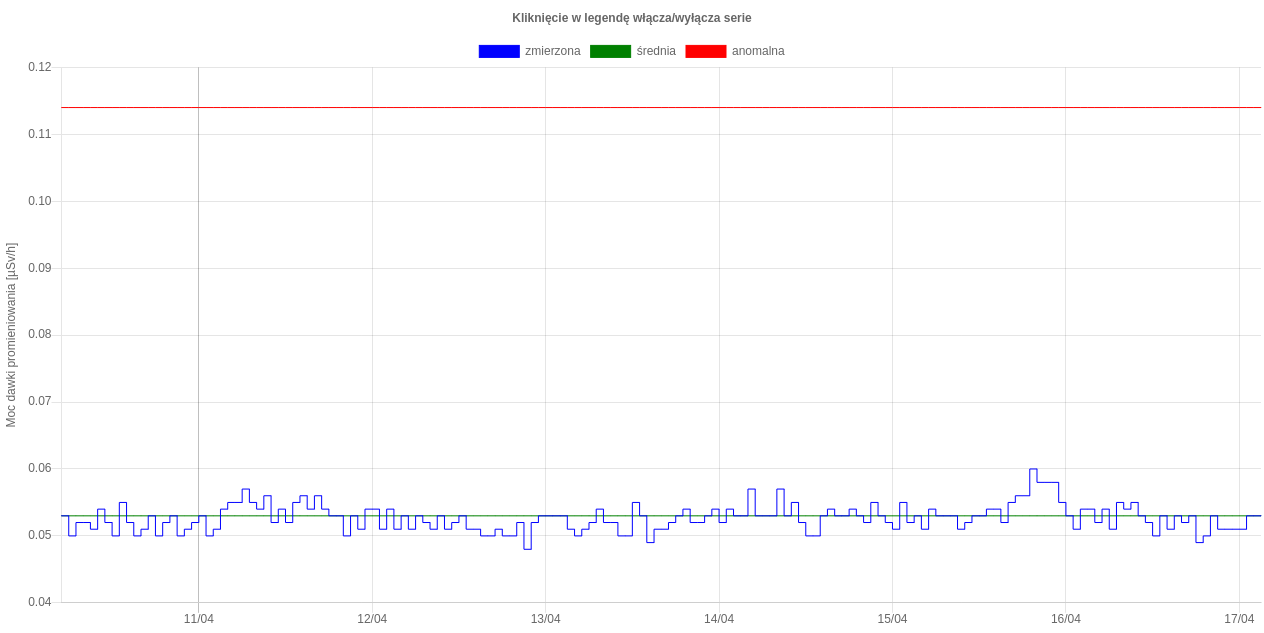 Kliknięcie w legendę włącza/wyłącza serie
zmierzona średnia anomalna
Moc dawki promieniowania [µSv/h]
0.12
0.11
0.10
0.09
0.08
0.07
0.06
0.05
0.04
11/04 12/04 13/04 14/04 15/04 16/04 17/04